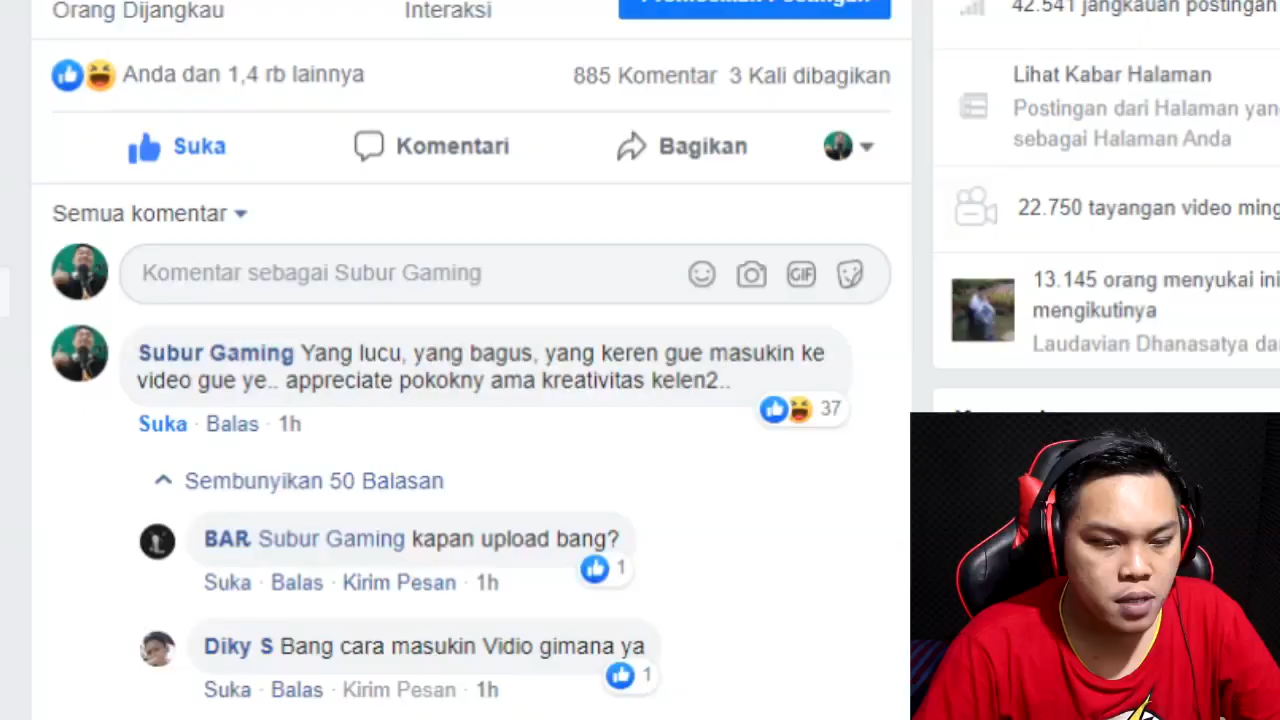 Orang Dijangkau
Interaksi
Promosikan Postingan
Anda dan 1,4 rb lainnya
885 Komentar 3 Kali dibagikan
Suka
Komentari
Bagikan
Semua komentar
Komentar sebagai Subur Gaming
GIF
Subur Gaming Yang lucu, yang bagus, yang keren gue masukin ke
video gue ye.. appreciate pokokny ama kreativitas kelen2..
37
Suka · Balas · 1h
Sembunyikan 50 Balasan
BAR Subur Gaming kapan upload bang?
1
Suka · Balas · Kirim Pesan · 1h
Diky S Bang cara masukin Vidio gimana ya
1
Suka · Balas · Kirim Pesan · 1h
42.541 jangkauan postingan
Lihat Kabar Halaman
Postingan dari Halaman yang
sebagai Halaman Anda
22.750 tayangan video ming
13.145 orang menyukai ini
mengikutinya
Laudavian Dhanasatya da